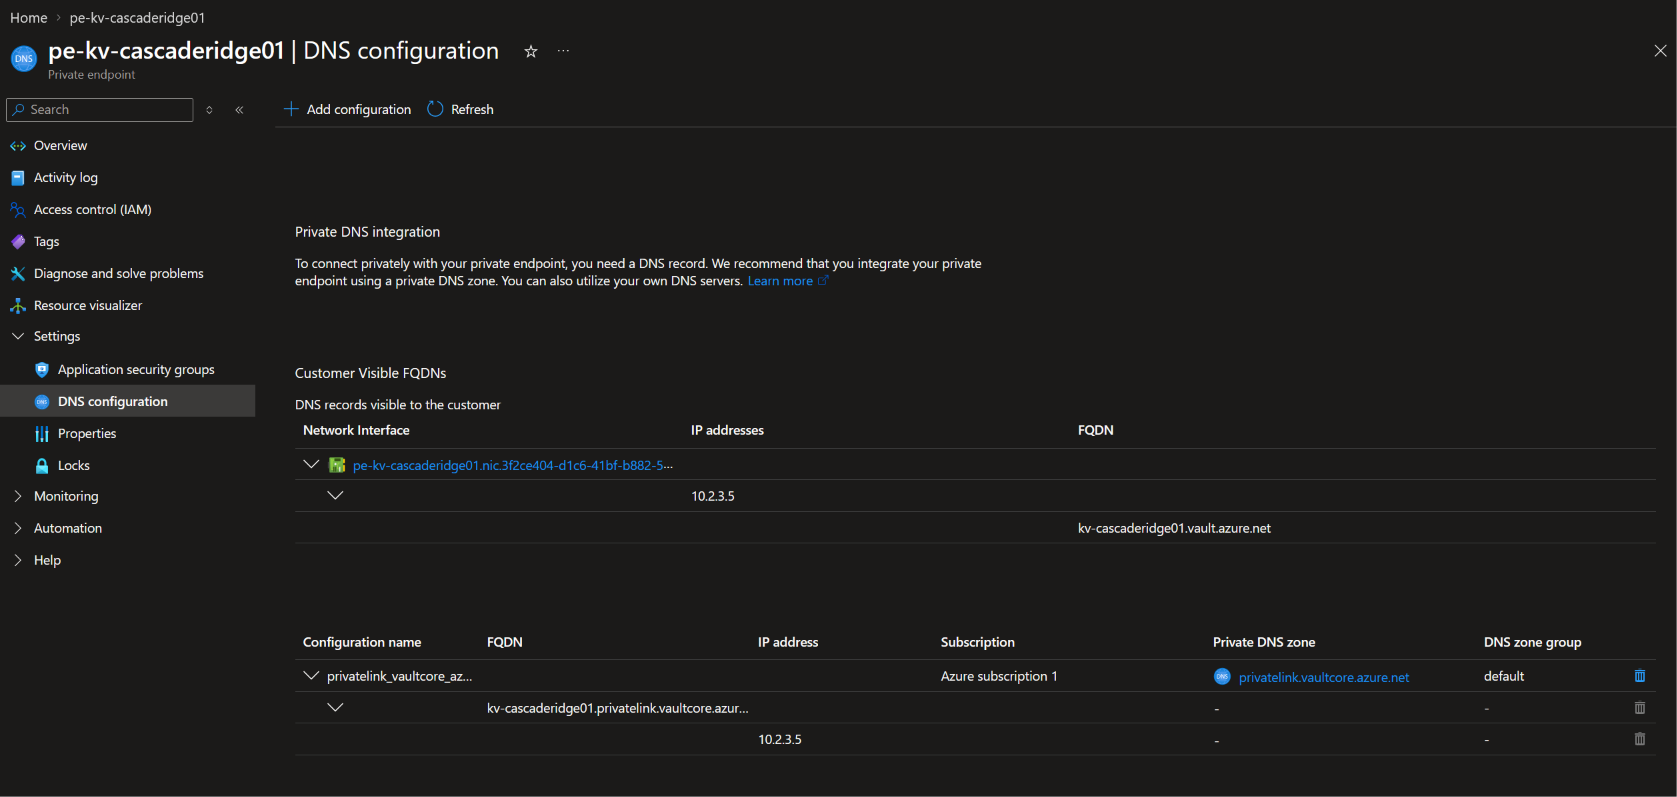 Home > pe-kv-cascaderidge01
pe-kv-cascaderidge01 | DNS configuration ☆ ...
DNS
Private endpoint
Search
Add configuration Refresh
Overview
Activity log
Access control (IAM)
Tags
Diagnose and solve problems
Resource visualizer
Settings
Application security groups
DNS configuration
Properties
Locks
Monitoring
Automation
Help
Private DNS integration
To connect privately with your private endpoint, you need a DNS record. We recommend that you integrate your private
endpoint using a private DNS zone. You can also utilize your own DNS servers. Learn more
Customer Visible FQDNs
DNS records visible to the customer
Network Interface IP addresses FQDN
pe-kv-cascaderidge01.nic.3f2ce404-d1c6-41bf-b882-5...
10.2.3.5
kv-cascaderidge01.vault.azure.net
Configuration name FQDN IP address Subscription Private DNS zone DNS zone group
privatelink_vaultcore_az... Azure subscription 1 privatelink.vaultcore.azure.net default
kv-cascaderidge01.privatelink.vaultcore.azur... - -
10.2.3.5 - -